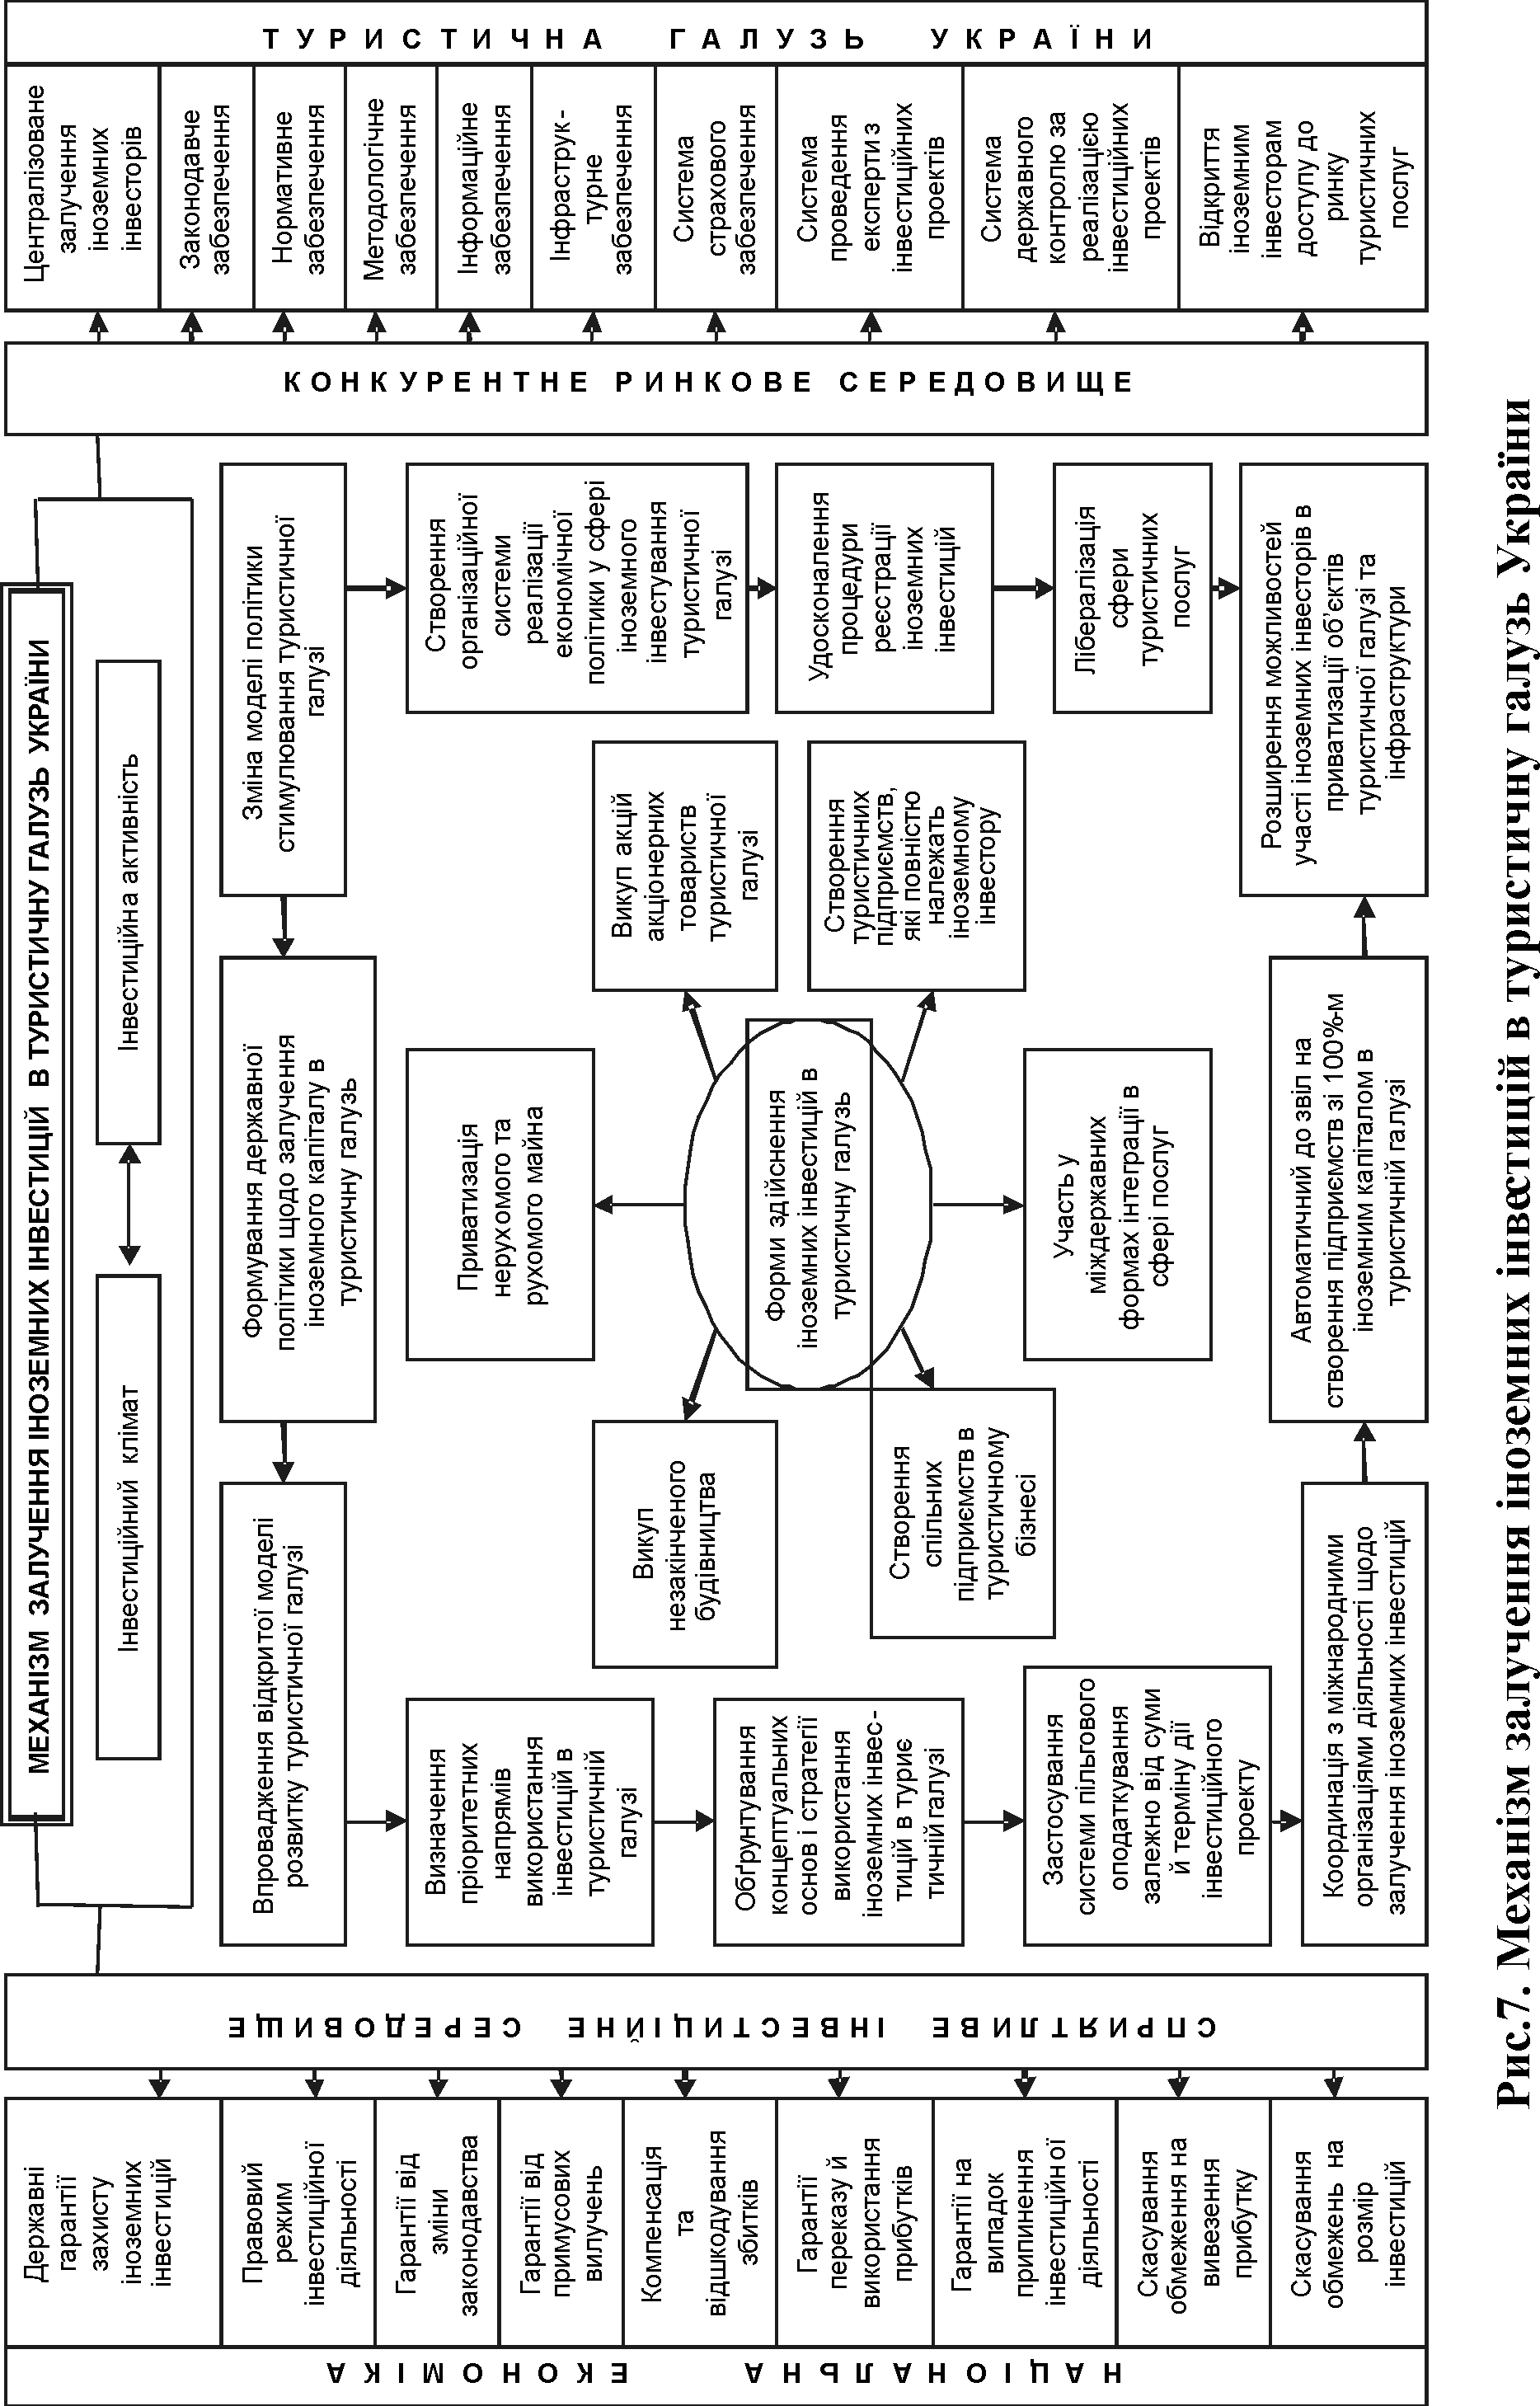 МЕХАНІЗМ ЗАЛУЧЕННЯ ІНОЗЕМНИХ ІНВЕСТИЦІЙ В ТУРИСТИЧНУ ГАЛУЗЬ УКРАЇНИ
Інвестиційний клімат
Інвестиційна активність
НАЦІОНАЛЬНА ЕКОНОМІКА
Державні
гарантії
захисту
іноземних
інвестицій
Правовий
режим
інвестиційної
діяльності
Гарантії від
зміни
законодавства
Гарантії від
примусових
вилучень
Компенсація
та
відшкодування
збитків
Гарантії
переказу й
використання
прибутків
Гарантії на
випадок
припинення
інвестиційної
діяльності
Скасування
обмеження на
вивезення
прибутку
Скасування
обмежень на
розмір
інвестицій
СПРИЯТЛИВЕ ІНВЕСТИЦІЙНЕ СЕРЕДОВИЩЕ
Впровадження відкритої моделі
розвитку туристичної галузі
Визначення
пріоритетних
напрямів
використання
інвестицій в
туристичній
галузі
Обґрунтування
концептуальних
основ і стратегії
використання
іноземних інвес-
тицій в туриє
тичній галузі
Застосування
системи пільгового
оподаткування
залежно від суми
й терміну дії
інвестиційного
проекту
Координація з міжнародними
організаціями діяльності щодо
залучення іноземних інвестицій
Формування державної
політики щодо залучення
іноземного капіталу в
туристичну галузь
Викуп
незакінченого
будівництва
Приватизація
нерухомого та
рухомого майна
Викуп акцій
акціонерних
товариств
туристичної
галузі
Форми здійснення
іноземних інвестицій в
туристичну галузь
Створення
спільних
підприємств в
туристичному
бізнесі
Участь у
міждержавних
формах інтеграції в
сфері послуг
Створення
туристичних
підприємств,
які повністю
належать
іноземному
інвестору
Автоматичний до звіл на
створення підприємств зі 100%-м
іноземним капіталом в
туристичній галузі
Зміна моделі політики
стимулювання туристичної
галузі
Створення
організаційної
системи
реалізації
економічної
політики у сфері
іноземного
інвестування
туристичної
галузі
Удосконалення
процедури
реєстрації
іноземних
інвестицій
Лібералізація
сфери
туристичних
послуг
Розширення можливостей
участі іноземних інвесторів в
приватизації об'єктів
туристичної галузі та
інфраструктури
КОНКУРЕНТНЕ РИНКОВЕ СЕРЕДОВИЩЕ
Централізоване
залучення
іноземних
інвесторів
Законодавче
забезпечення
Нормативне
забезпечення
Методологічне
забезпечення
Інформаційне
забезпечення
Інфраструк-
турне
забезпечення
Система
страхового
забезпечення
Система
проведення
експерти з
інвестиційних
проектів
Система
державного
контролю за
реалізацією
інвестиційних
проектів
Відкриття
іноземним
інвесторам
доступу до
ринку
туристичних
послуг
ТУРИСТИЧНА ГАЛУЗЬ УКРАЇНИ
Рис.7. Механізм залучення іноземних інвестицій в туристичну галузь України